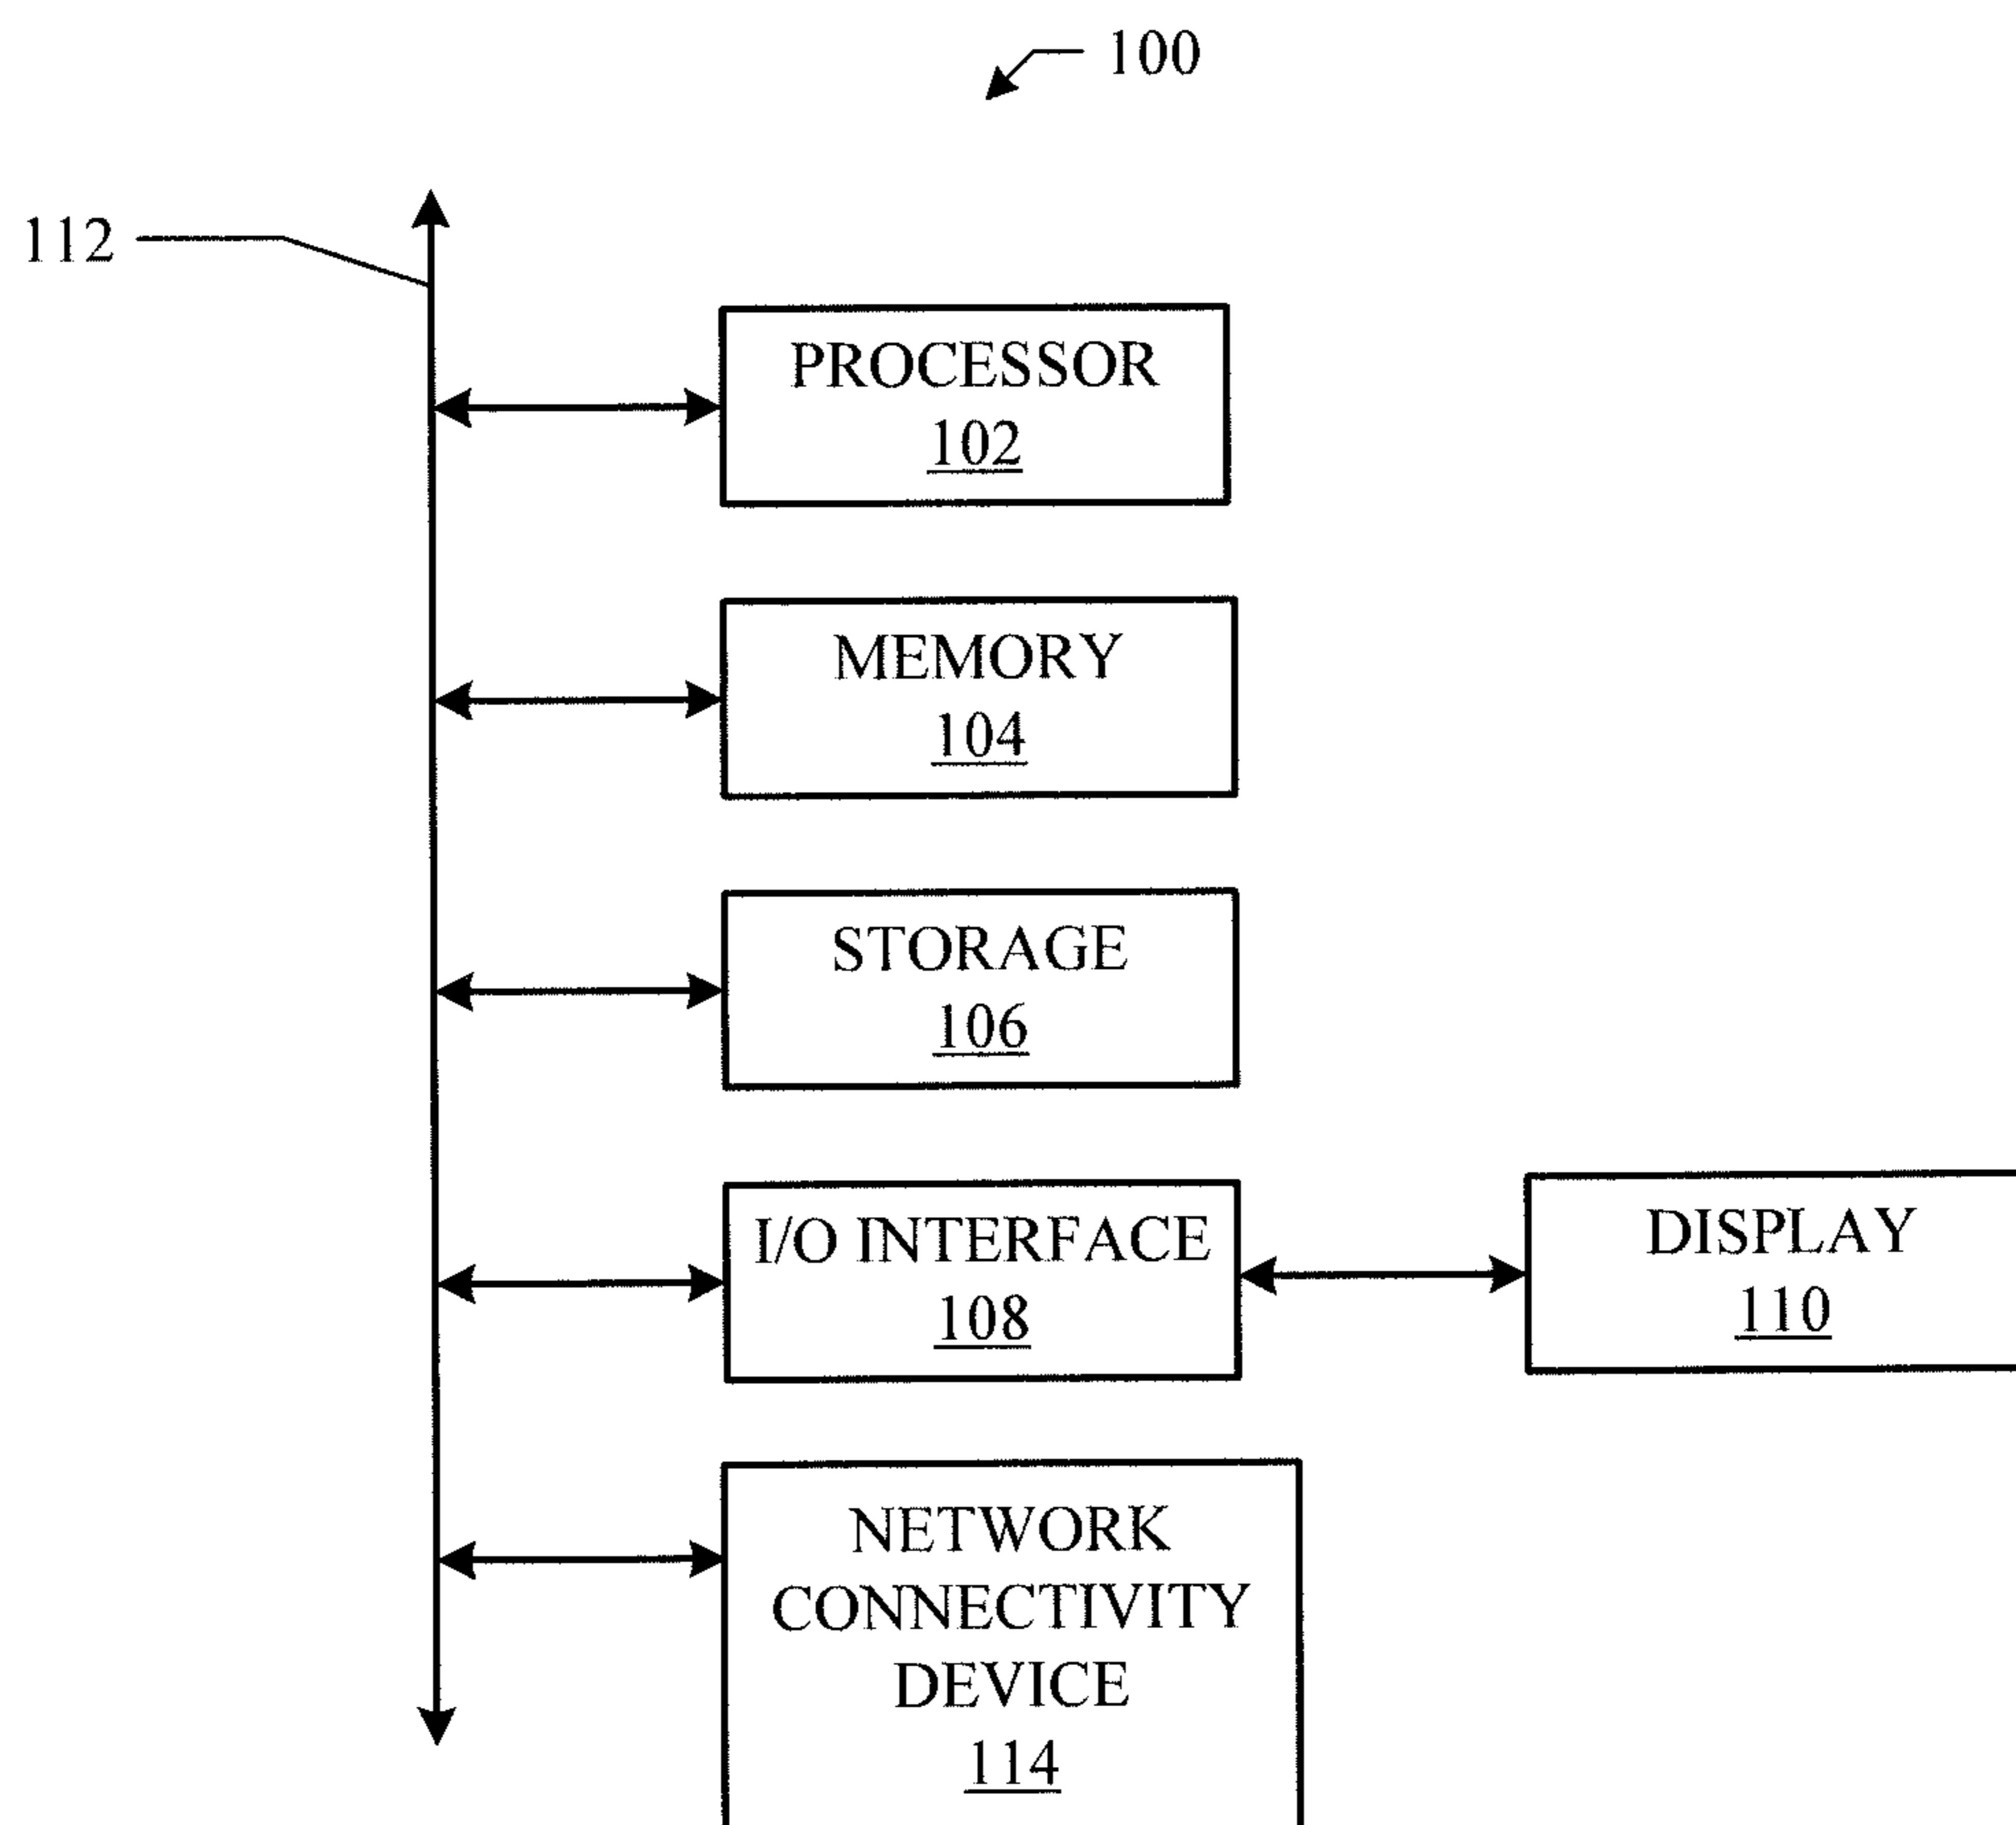 100
112
PROCESSOR
102
MEMORY
104
STORAGE
106
I/O INTERFACE
108
DISPLAY
110
NETWORK
CONNECTIVITY
DEVICE
114